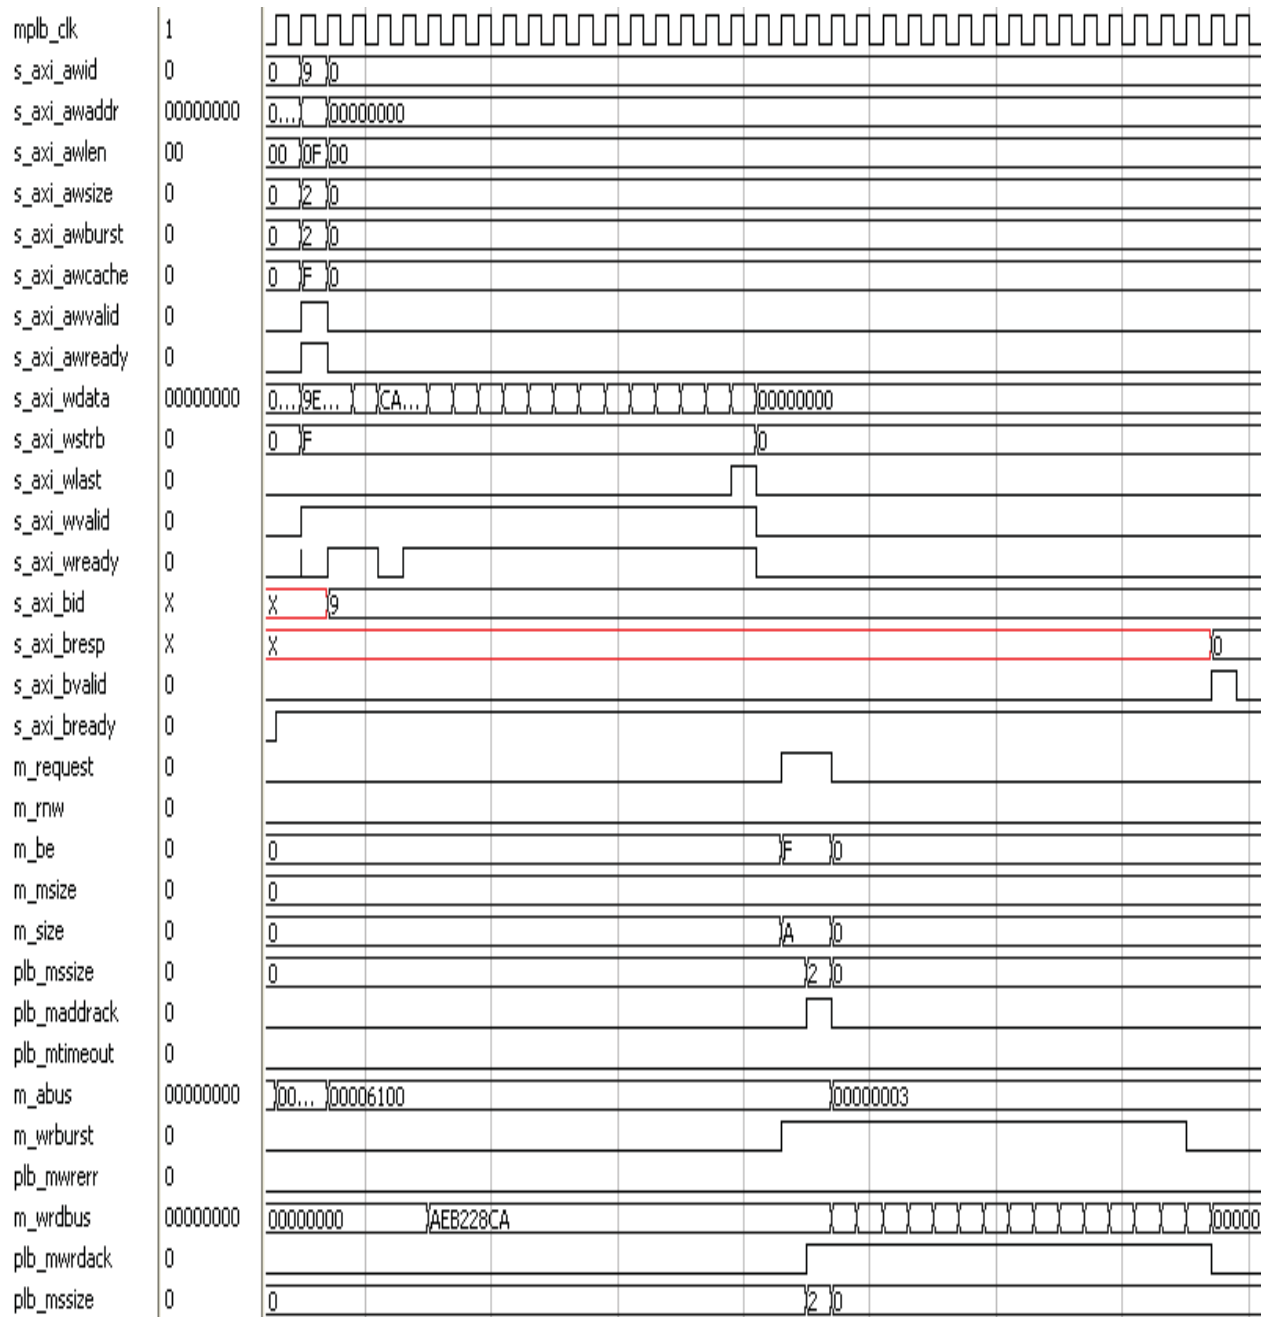 mplb_clk 1
s_axi_awid 0 0 9 0
s_axi_awaddr 00000000 0... 00000000
s_axi_awlen 00 00 0F 00
s_axi_awsize 0 0 2 0
s_axi_awburst 0 0 2 0
s_axi_awcache 0 0 F 0
s_axi_awvalid 0
s_axi_awready 0
s_axi_wdata 00000000 0... 9E... CA... 00000000
s_axi_wstrb 0 0 F 0
s_axi_wlast 0
s_axi_wvalid 0
s_axi_wready 0
s_axi_bid X X 9
s_axi_bresp X X 0
s_axi_bvalid 0
s_axi_bready 0
m_request 0
m_rnw 0
m_be 0 0 F 0
m_msize 0 0
m_size 0 0 A 0
plb_mssize 0 0 2 0
plb_maddrack 0
plb_mtimeout 0
m_abus 00000000 00... 00006100 00000003
m_wrburst 0
plb_mwrerr 0
m_wrdbus 00000000 00000000 AEB228CA 00000
plb_mwrdack 0
plb_mssize 0 0 2 0